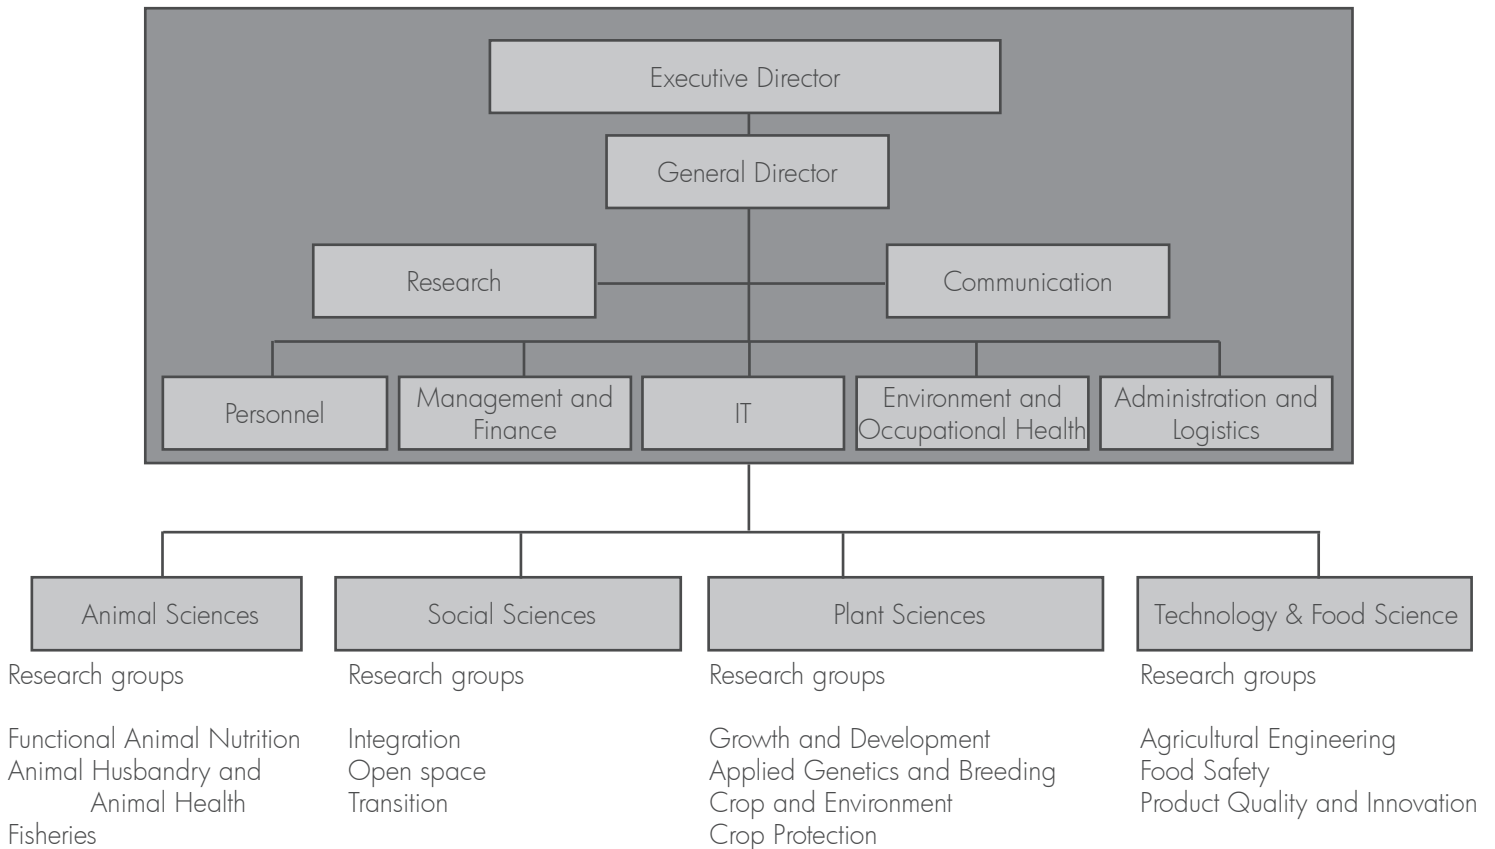 Executive Director
General Director
Research
Communication
Personnel
Management and
Finance
IT
Environment and
Occupational Health
Administration and
Logistics
Animal Sciences
Research groups
Functional Animal Nutrition
Animal Husbandry and
Animal Health
Fisheries
Social Sciences
Research groups
Integration
Open space
Transition
Plant Sciences
Research groups
Growth and Development
Applied Genetics and Breeding
Crop and Environment
Crop Protection
Technology & Food Science
Research groups
Agricultural Engineering
Food Safety
Product Quality and Innovation